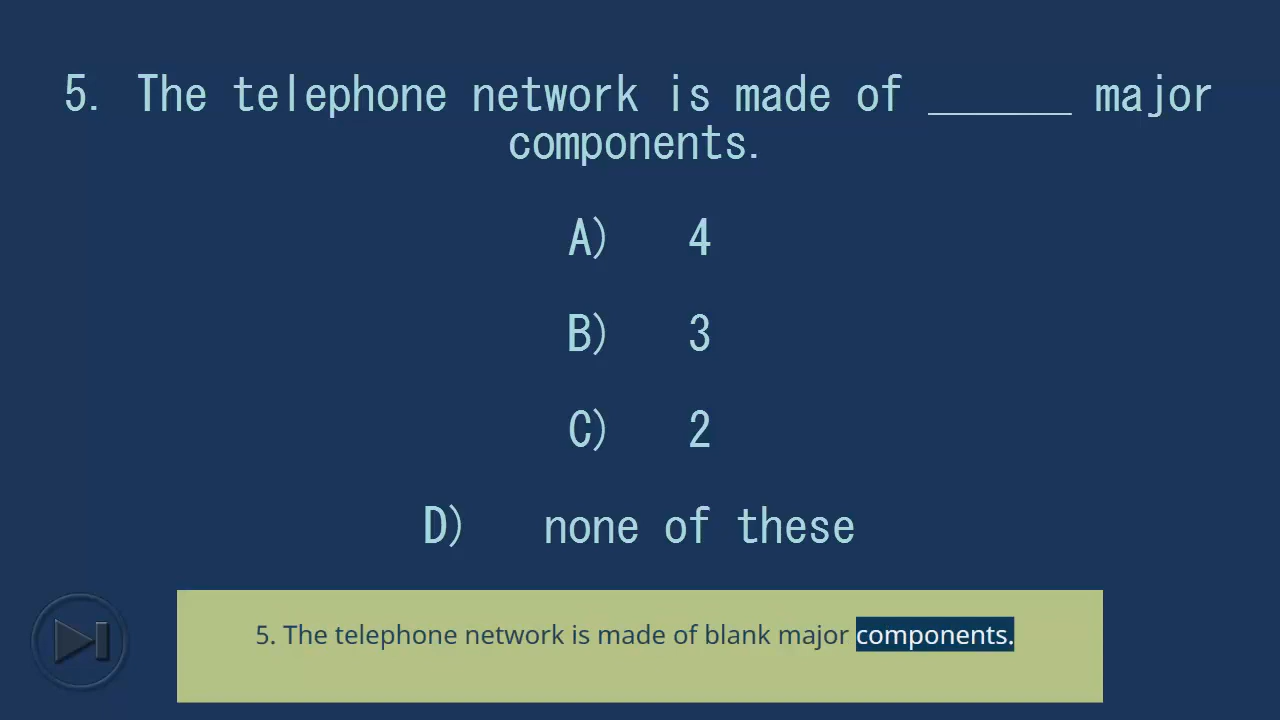 5. The telephone network is made of ______ major
components.
A) 4
B) 3
C) 2
D) none of these
5. The telephone network is made of blank major components.